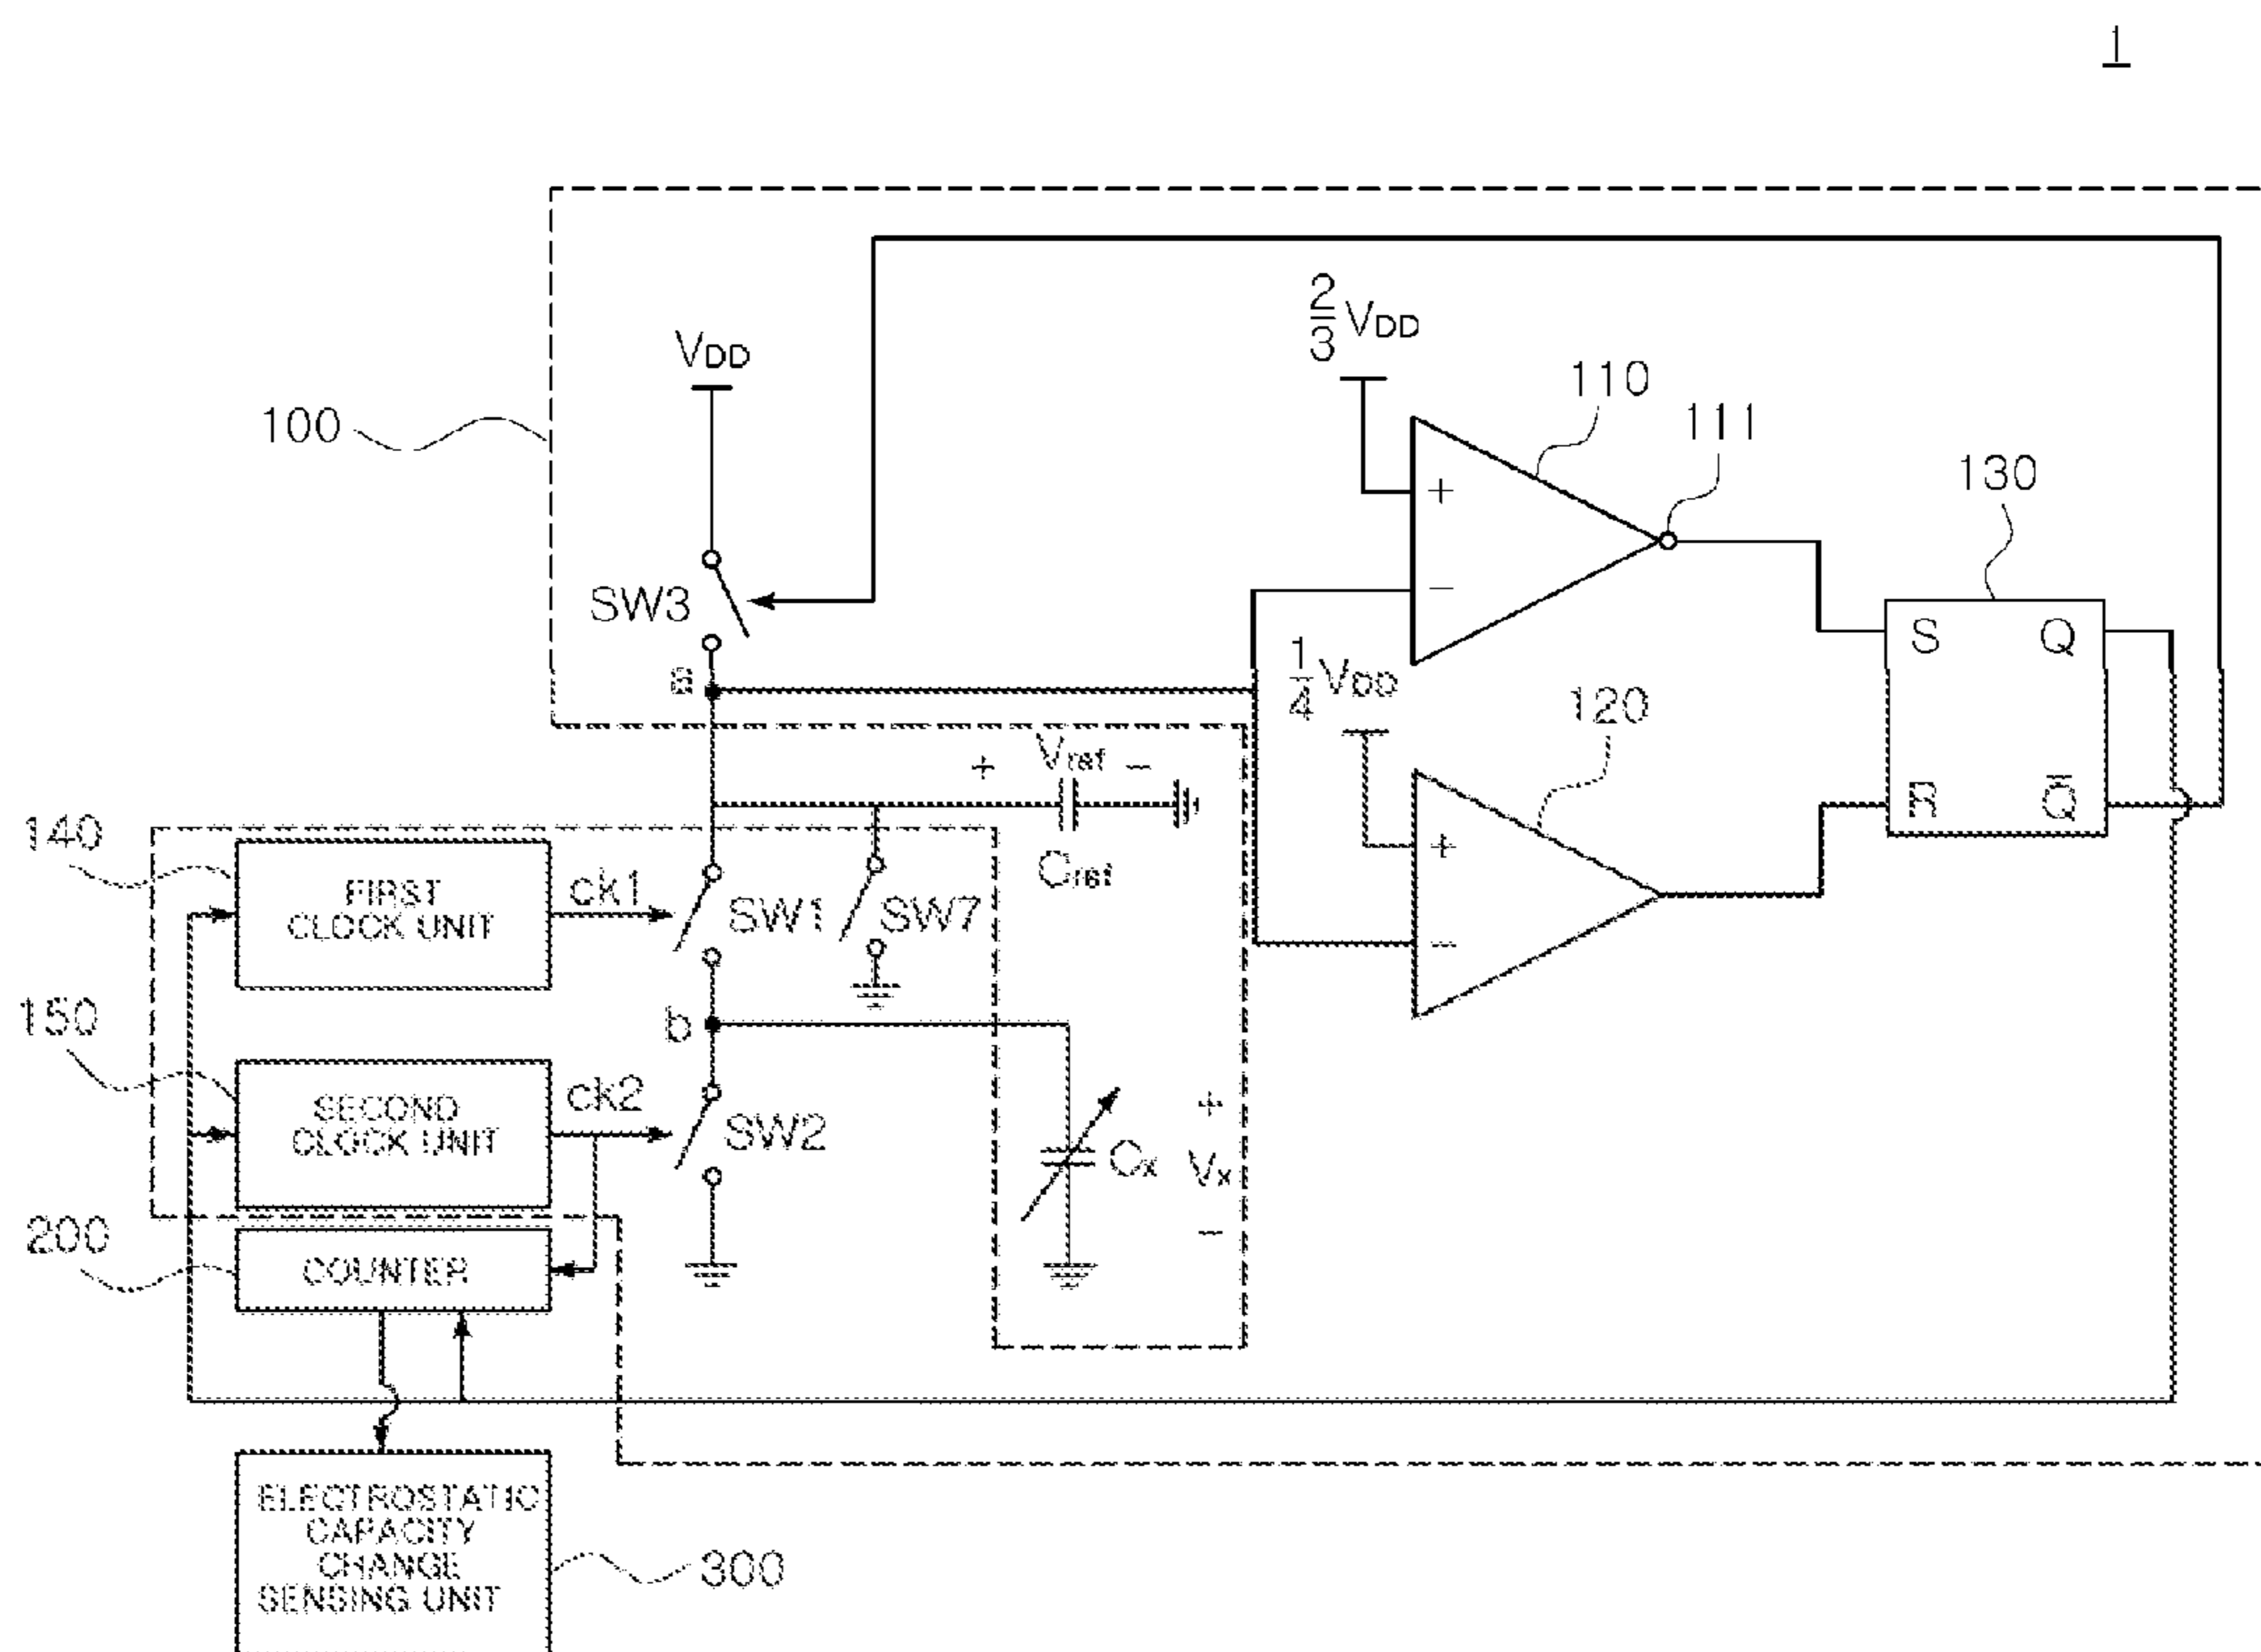 1
2/3 VDD
VDD
110
111
100
130
+
SW3
−
S
Q
a
1/4 VDD
120
+ Vref −
140
R
Q̅
+
Cref
FIRST
CLOCK UNIT
ck1
SW1
SW7
−
150
b
SECOND
CLOCK UNIT
ck2
SW2
+
Cx
Vx
−
200
COUNTER
ELECTROSTATIC
CAPACITY
CHANGE
SENSING UNIT
300